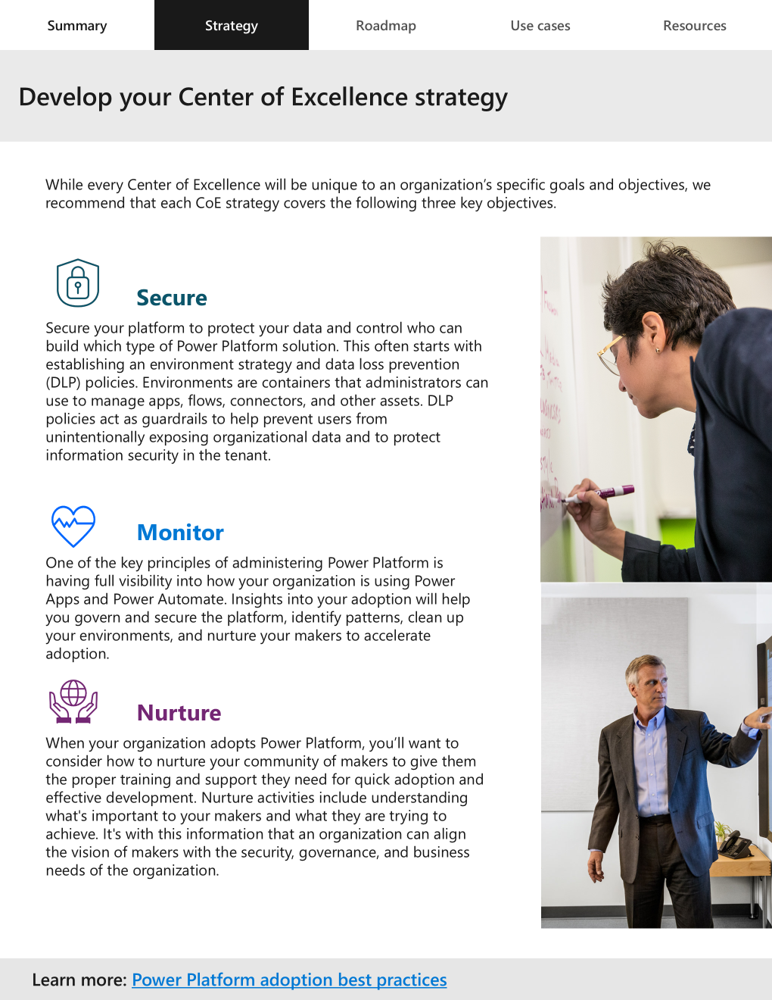 Summary
Strategy
Roadmap
Use cases
Resources
Develop your Center of Excellence strategy
While every Center of Excellence will be unique to an organization’s specific goals and objectives, we
recommend that each CoE strategy covers the following three key objectives.
Secure
Secure your platform to protect your data and control who can
build which type of Power Platform solution. This often starts with
establishing an environment strategy and data loss prevention
(DLP) policies. Environments are containers that administrators can
use to manage apps, flows, connectors, and other assets. DLP
policies act as guardrails to help prevent users from
unintentionally exposing organizational data and to protect
information security in the tenant.
Monitor
One of the key principles of administering Power Platform is
having full visibility into how your organization is using Power
Apps and Power Automate. Insights into your adoption will help
you govern and secure the platform, identify patterns, clean up
your environments, and nurture your makers to accelerate
adoption.
Nurture
When your organization adopts Power Platform, you’ll want to
consider how to nurture your community of makers to give them
the proper training and support they need for quick adoption and
effective development. Nurture activities include understanding
what's important to your makers and what they are trying to
achieve. It's with this information that an organization can align
the vision of makers with the security, governance, and business
needs of the organization.
Learn more: Power Platform adoption best practices